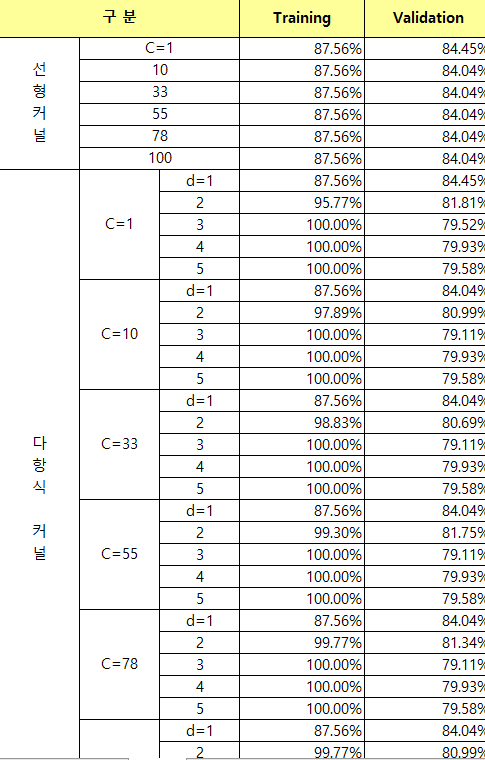 구 분 Training Validation
선형커널 C=1 87.56% 84.45%
10 87.56% 84.04%
33 87.56% 84.04%
55 87.56% 84.04%
78 87.56% 84.04%
100 87.56% 84.04%
다항식 커널 C=1 d=1 87.56% 84.45%
2 95.77% 81.81%
3 100.00% 79.52%
4 100.00% 79.93%
5 100.00% 79.58%
C=10 d=1 87.56% 84.04%
2 97.89% 80.99%
3 100.00% 79.11%
4 100.00% 79.93%
5 100.00% 79.58%
C=33 d=1 87.56% 84.04%
2 98.83% 80.69%
3 100.00% 79.11%
4 100.00% 79.93%
5 100.00% 79.58%
C=55 d=1 87.56% 84.04%
2 99.30% 81.75%
3 100.00% 79.11%
4 100.00% 79.93%
5 100.00% 79.58%
C=78 d=1 87.56% 84.04%
2 99.77% 81.34%
3 100.00% 79.11%
4 100.00% 79.93%
5 100.00% 79.58%
d=1 87.56% 84.04%
2 99.77% 80.99%